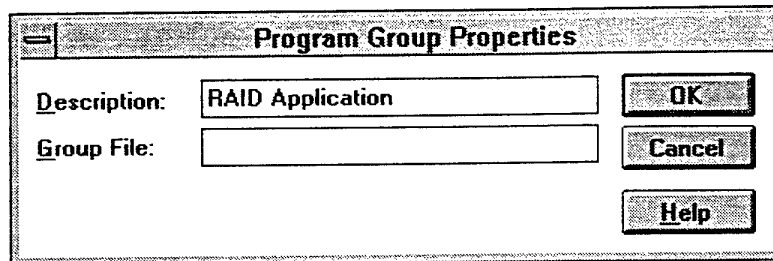 Program Group Properties
Description: RAID Application OK
Group File: Cancel
Help